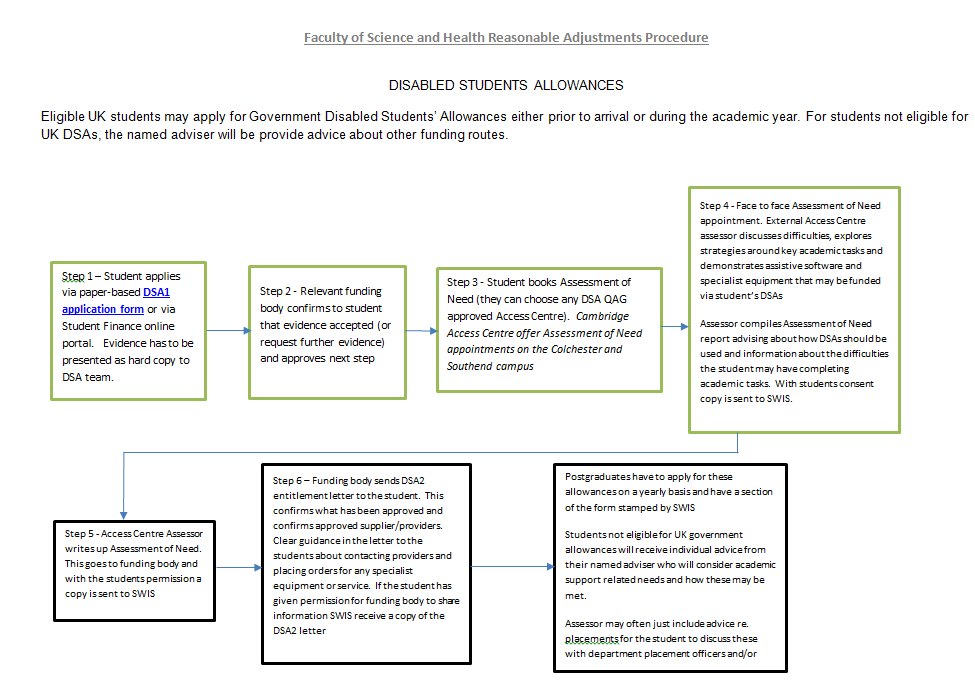 Faculty of Science and Health Reasonable Adjustments Procedure
DISABLED STUDENTS ALLOWANCES
Eligible UK students may apply for Government Disabled Students' Allowances either prior to arrival or during the academic year. For students not eligible for
UK DSAs, the named adviser will be provide advice about other funding routes.
Step 1 – Student applies
via paper-based DSA1
application form or via
Student Finance online
portal. Evidence has to be
presented as hard copy to
DSA team.
Step 2 - Relevant funding
body confirms to student
that evidence accepted (or
request further evidence)
and approves next step
Step 3 - Student books Assessment of
Need (they can choose any DSA QAG
approved Access Centre). Cambridge
Access Centre offer Assessment of Need
appointments on the Colchester and
Southend campus
Step 4 - Face to face Assessment of Need
appointment. External Access Centre
assessor discusses difficulties, explores
strategies around key academic tasks and
demonstrates assistive software and
specialist equipment that may be funded
via student's DSAs
Assessor compiles Assessment of Need
report advising about how DSAs should be
used and information about the difficulties
the student may have completing
academic tasks. With students consent
copy is sent to SWIS.
Step 5 - Access Centre Assessor
writes up Assessment of Need.
This goes to funding body and
with the students permission a
copy is sent to SWIS
Step 6 – Funding body sends DSA2
entitlement letter to the student. This
confirms what has been approved and
confirms approved supplier/providers.
Clear guidance in the letter to the
students about contacting providers and
placing orders for any specialist
equipment or service. If the student has
given permission for funding body to share
information SWIS receive a copy of the
DSA2 letter
Postgraduates have to apply for these
allowances on a yearly basis and have a section
of the form stamped by SWIS
Students not eligible for UK government
allowances will receive individual advice from
their named adviser who will consider academic
support related needs and how these may be
met.
Assessor may often just include advice re.
placements for the student to discuss these
with department placement officers and/or